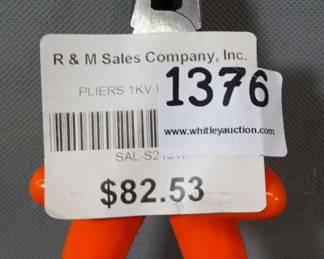 R & M Sales Company, Inc.
PLIERS 1KV
1376
www.whitleyauction.com
$82.53